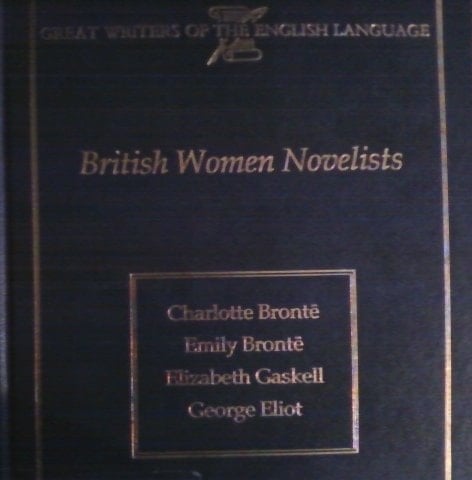 GREAT WRITERS OF THE ENGLISH LANGUAGE
British Women Novelists
Charlotte Brontë
Emily Brontë
Elizabeth Gaskell
George Eliot